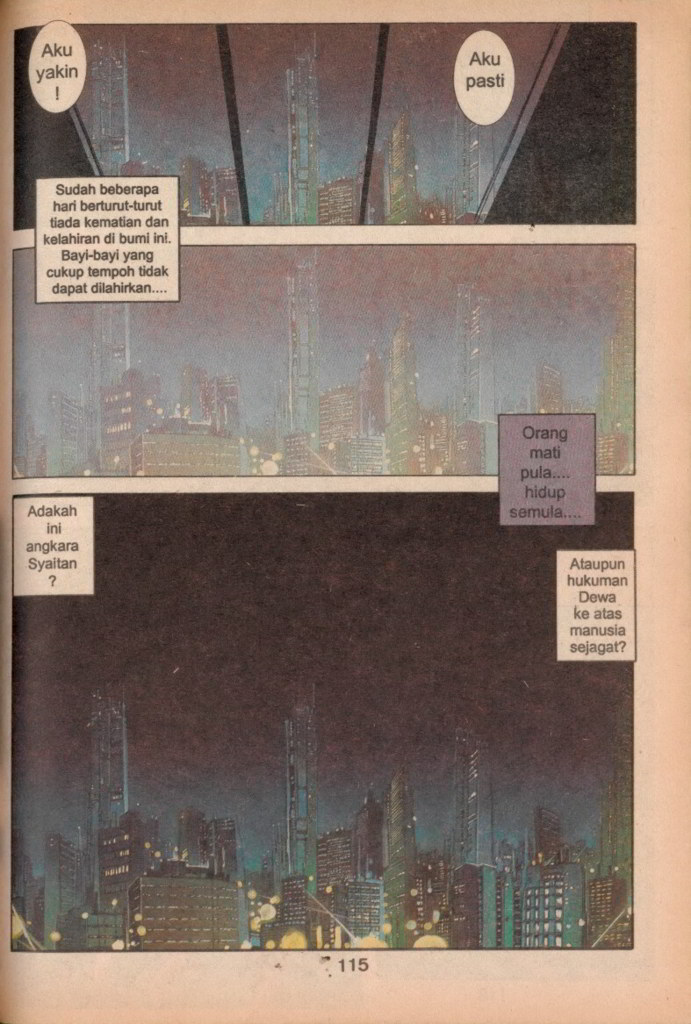 Aku
yakin
!
Aku
pasti
Sudah beberapa
hari berturut-turut
tiada kematian dan
kelahiran di bumi ini.
Bayi-bayi yang
cukup tempoh tidak
dapat dilahirkan....
Orang
mati
pula....
hidup
semula....
Adakah
ini
angkara
Syaitan
?
Ataupun
hukuman
Dewa
ke atas
manusia
sejagat?
115